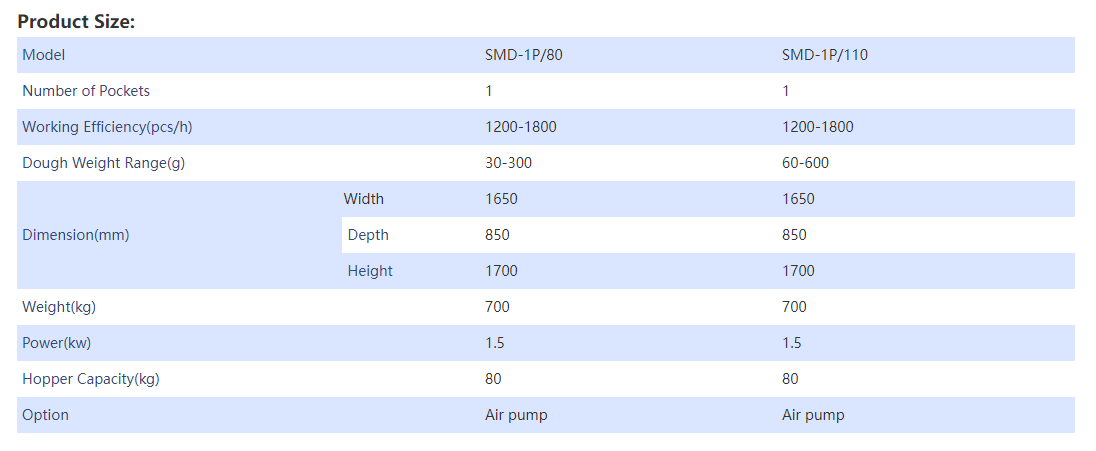 Product Size:
Model SMD-1P/80 SMD-1P/110
Number of Pockets 1 1
Working Efficiency(pcs/h) 1200-1800 1200-1800
Dough Weight Range(g) 30-300 60-600
Dimension(mm) Width 1650 1650
Depth 850 850
Height 1700 1700
Weight(kg) 700 700
Power(kw) 1.5 1.5
Hopper Capacity(kg) 80 80
Option Air pump Air pump